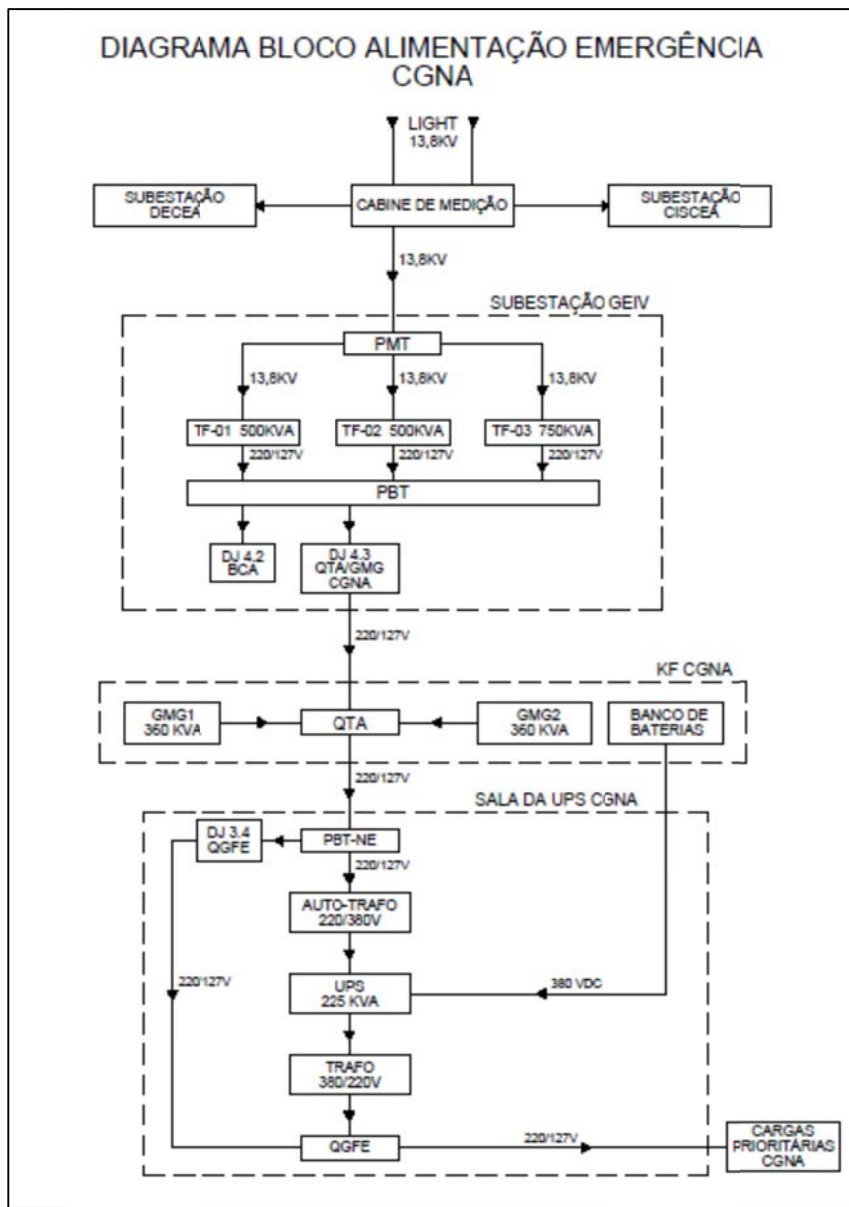 DIAGRAMA BLOCO ALIMENTAÇÃO EMERGÊNCIA
CGNA
LIGHT
13,8KV
SUBESTAÇÃO
DECEA
CABINE DE MEDIÇÃO
SUBESTAÇÃO
CISCEA
13,8KV
SUBESTAÇÃO GEIV
PMT
13,8KV
13,8KV
13,8KV
TF-01 500KVA
TF-02 500KVA
TF-03 750KVA
220/127V
220/127V
220/127V
PBT
DJ 4.2
BCA
DJ 4.3
QTA/GMG
CGNA
220/127V
KF CGNA
GMG1
360 KVA
QTA
GMG2
360 KVA
BANCO DE
BATERIAS
220/127V
SALA DA UPS CGNA
DJ 3.4
QGFE
PBT-NE
220/127V
AUTO-TRAFO
220/380V
220/127V
UPS
225 KVA
380 VDC
TRAFO
380/220V
QGFE
220/127V
CARGAS
PRIORITÁRIAS
CGNA